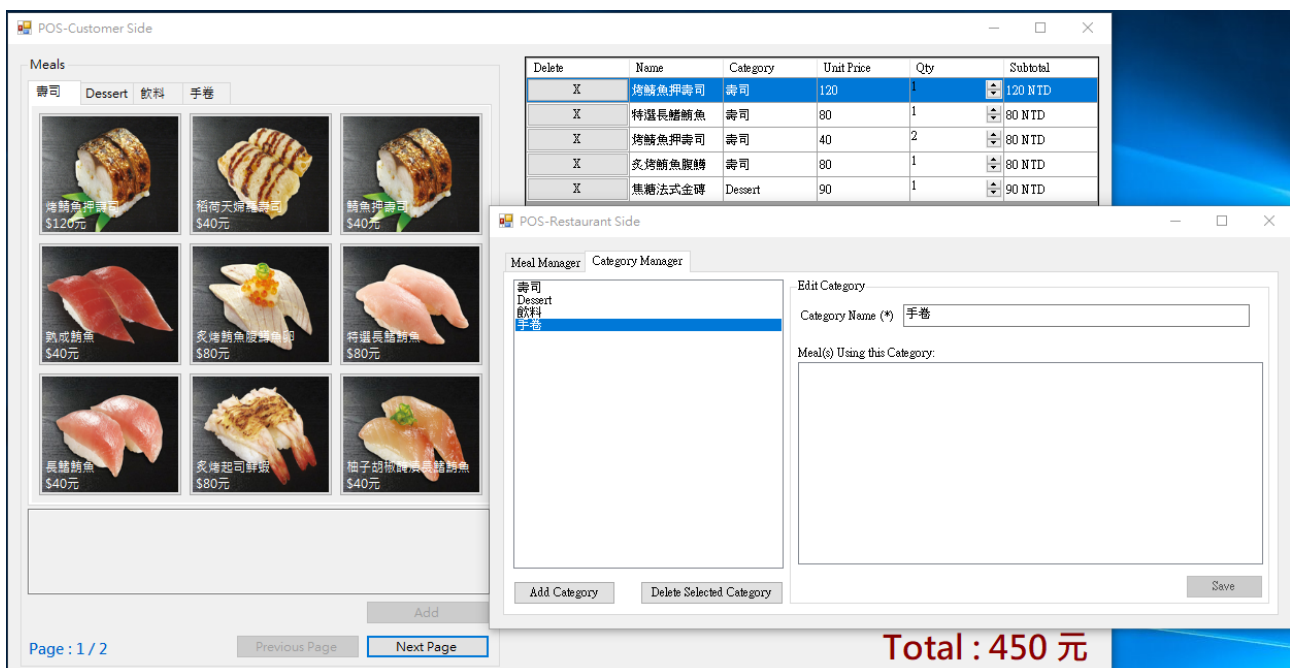 POS-Customer Side
Meals
壽司 Dessert 飲料 手卷
烤鯖魚押壽司
$120元
稻荷天婦羅壽司
$40元
鯖魚押壽司
$40元
熟成鮪魚
$40元
炙烤鮪魚腹鱘魚卵
$80元
特選長鰭鮪魚
$80元
長鰭鮪魚
$40元
炙烤起司鮮蝦
$80元
柚子胡椒醃漬長鰭鮪魚
$40元
Add
Page : 1 / 2 Previous Page Next Page
Delete Name Category Unit Price Qty Subtotal
X 烤鯖魚押壽司 壽司 120 1 120 NTD
X 特選長鰭鮪魚 壽司 80 1 80 NTD
X 烤鯖魚押壽司 壽司 40 2 80 NTD
X 炙烤鮪魚腹鱘 壽司 80 1 80 NTD
X 焦糖法式金磚 Dessert 90 1 90 NTD
POS-Restaurant Side
Meal Manager Category Manager
壽司
Dessert
飲料
手卷
Add Category Delete Selected Category
Edit Category
Category Name (*) 手卷
Meal(s) Using this Category:
Save
Total : 450 元